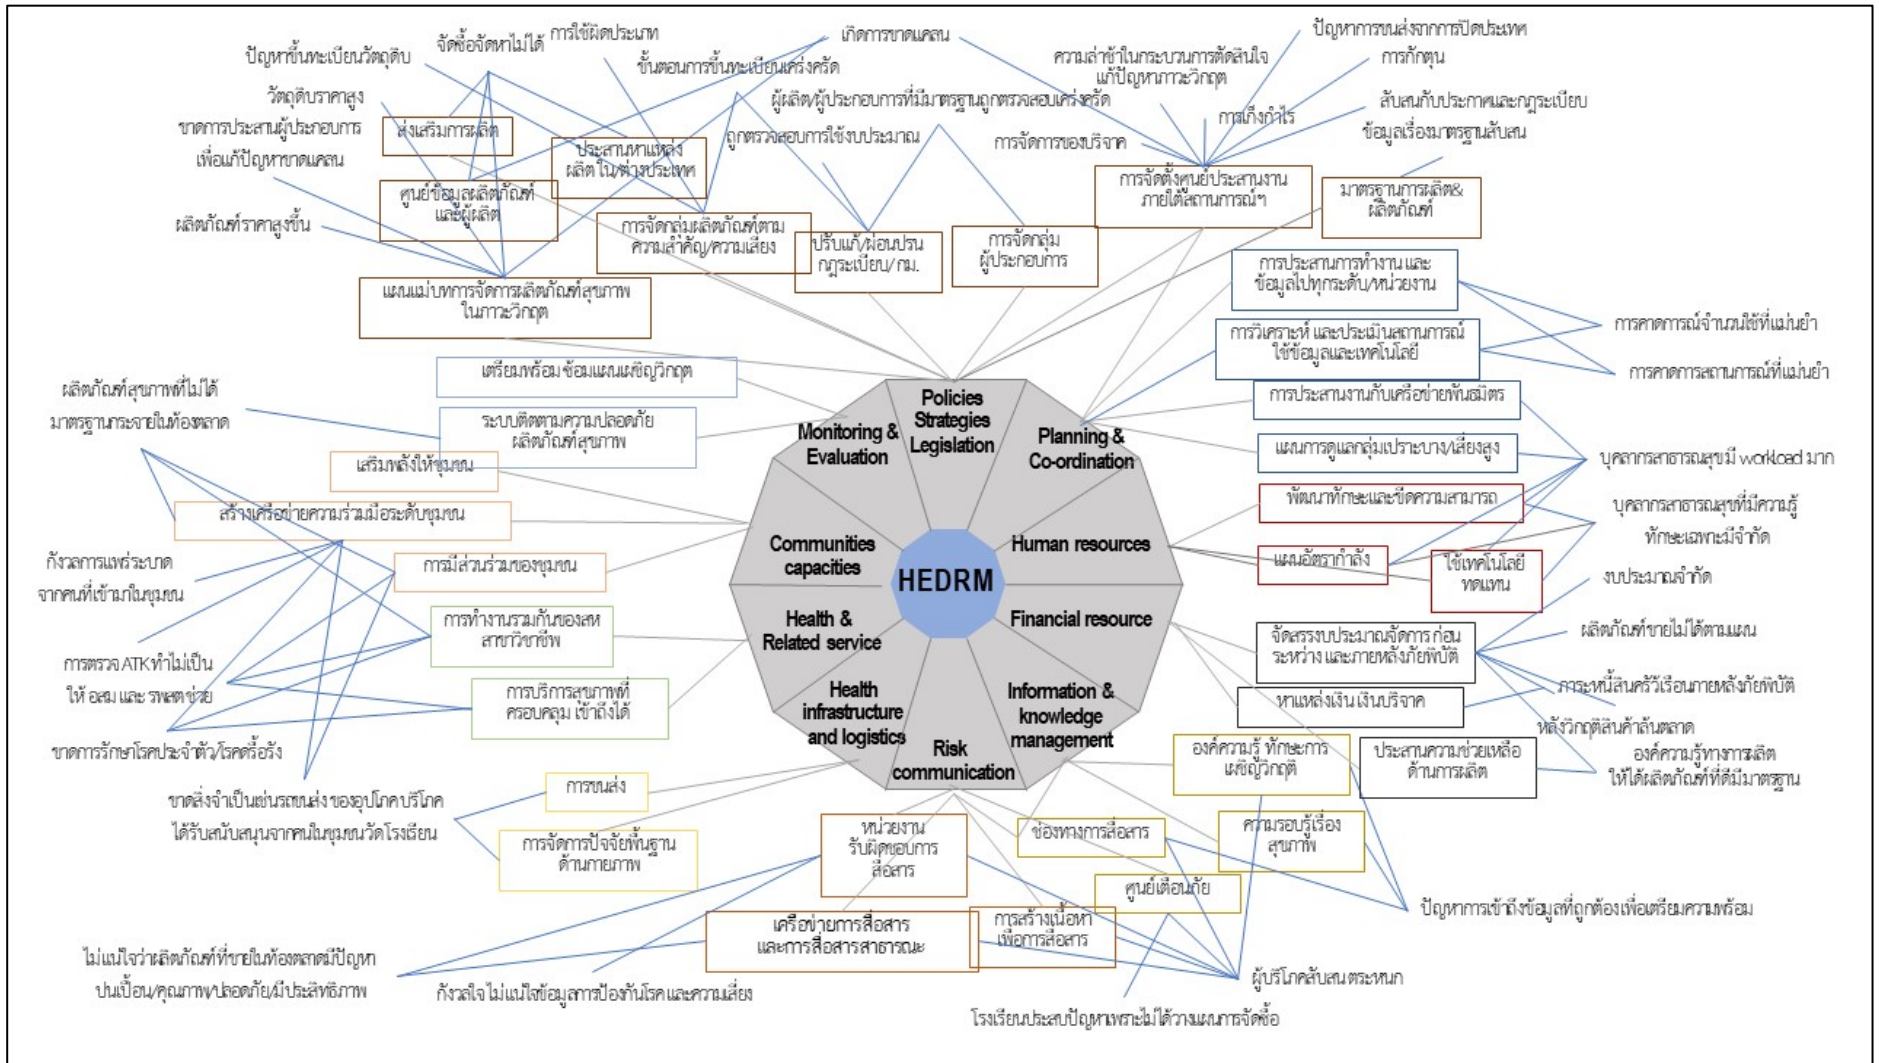 ปัญหาขึ้นทะเบียนวัตถุดิบ
จัดซื้อจัดหาไม่ได้
การใช้ผิดประเภท
ขั้นตอนการขึ้นทะเบียนเคร่งครัด
เกิดการขาดแคลน
ความล่าช้าในกระบวนการตัดสินใจ
แก้ปัญหาภาวะวิกฤต
ปัญหาการขนส่งจากการปิดประเทศ
การกักตุน
วัตถุดิบราคาสูง
ขาดการประสานผู้ประกอบการ
เพื่อแก้ปัญหาขาดแคลน
ผลิตภัณฑ์ราคาสูงขึ้น
ผู้ผลิต/ผู้ประกอบการที่มีมาตรฐานถูกตรวจสอบเคร่งครัด
ถูกตรวจสอบการใช้งบประมาณ
การจัดการของบริจาค
การเก็งกำไร
สับสนกับประกาศและกฎระเบียบ
ข้อมูลเรื่องมาตรฐานสับสน
ส่งเสริมการผลิต
ประสานหาแหล่ง
ผลิต ใน/ต่างประเทศ
ศูนย์ข้อมูลผลิตภัณฑ์
และผู้ผลิต
การจัดกลุ่มผลิตภัณฑ์ตาม
ความสำคัญ/ความเสี่ยง
ปรับแก้/ผ่อนปรน
กฎระเบียบ/ กม.
การจัดกลุ่ม
ผู้ประกอบการ
การจัดตั้งศูนย์ประสานงาน
ภายใต้สถานการณ์ฯ
มาตรฐานการผลิต&
ผลิตภัณฑ์
แผนแม่บทการจัดการผลิตภัณฑ์สุขภาพ
ในภาวะวิกฤต
การประสานการทำงาน และ
ข้อมูลไปทุกระดับ/หน่วยงาน
การวิเคราะห์ และประเมินสถานการณ์
ใช้ข้อมูลและเทคโนโลยี
การคาดการณ์จำนวนใช้ที่แม่นยำ
การคาดการสถานการณ์ที่แม่นยำ
การประสานงานกับเครือข่ายพันธมิตร
แผนการดูแลกลุ่มเปราะบาง/เสี่ยงสูง
บุคลากรสาธารณสุข มี workload มาก
พัฒนาทักษะและขีดความสามารถ
แผนอัตรากำลัง
ใช้เทคโนโลยี
ทดแทน
บุคลากรสาธารณสุขที่มีความรู้
ทักษะเฉพาะมีจำกัด
เตรียมพร้อม ซ้อมแผนเผชิญวิกฤต
ระบบติดตามความปลอดภัย
ผลิตภัณฑ์สุขภาพ
ผลิตภัณฑ์สุขภาพที่ไม่ได้
มาตรฐานกระจายในท้องตลาด
เสริมพลังให้ชุมชน
สร้างเครือข่ายความร่วมมือระดับชุมชน
การมีส่วนร่วมของชุมชน
กังวลการแพร่ระบาด
จากคนที่เข้ามาในชุมชน
การทำงานรวมกันของสห
สาขาวิชาชีพ
การบริการสุขภาพที่
ครอบคลุม เข้าถึงได้
การตรวจ ATK ทำไม่เป็น
ให้ อสม และ รพสต ช่วย
ขาดการรักษาโรคประจำตัว/โรคเรื้อรัง
Policies
Strategies
Legislation
Planning &
Co-ordination
Human resources
Financial resource
Information &
knowledge
management
Risk
communication
Health
infrastructure
and logistics
Health &
Related service
Communities
capacities
Monitoring &
Evaluation
HEDRM
งบประมาณจำกัด
จัดสรรงบประมาณจัดการ ก่อน
ระหว่าง และภายหลังภัยพิบัติ
ผลิตภัณฑ์ขายไม่ได้ตามแผน
หาแหล่งเงิน เงินบริจาค
ภาระหนี้สินครัวเรือนภายหลังภัยพิบัติ
หลังวิกฤติสินค้าล้นตลาด
องค์ความรู้ทางการผลิต
ให้ได้ผลิตภัณฑ์ที่ดีมีมาตรฐาน
ประสานความช่วยเหลือ
ด้านการผลิต
องค์ความรู้ ทักษะการ
เผชิญวิกฤติ
ความรอบรู้เรื่อง
สุขภาพ
ช่องทางการสื่อสาร
ศูนย์เตือนภัย
ปัญหาการเข้าถึงข้อมูลที่ถูกต้อง เพื่อเตรียมความพร้อม
การขนส่ง
การจัดการปัจจัยพื้นฐาน
ด้านกายภาพ
ขาดสิ่งจำเป็นเช่นรถขนส่ง ของอุปโภค บริโภค
ได้รับสนับสนุนจากคนในชุมชน วัด โรงเรียน
หน่วยงาน
รับผิดชอบการ
สื่อสาร
เครือข่ายการสื่อสาร
และการสื่อสารสาธารณะ
การสร้างเนื้อหา
เพื่อการสื่อสาร
ไม่แน่ใจว่าผลิตภัณฑ์ที่ขายในท้องตลาดมีปัญหา
ปนเปื้อน/คุณภาพ/ปลอดภัย/มีประสิทธิภาพ
กังวลใจ ไม่แน่ใจข้อมูลการป้องกันโรค และความเสี่ยง
ผู้บริโภคสับสน ตระหนก
โรงเรียนประสบปัญหาเพราะไม่ได้วางแผนการจัดซื้อ